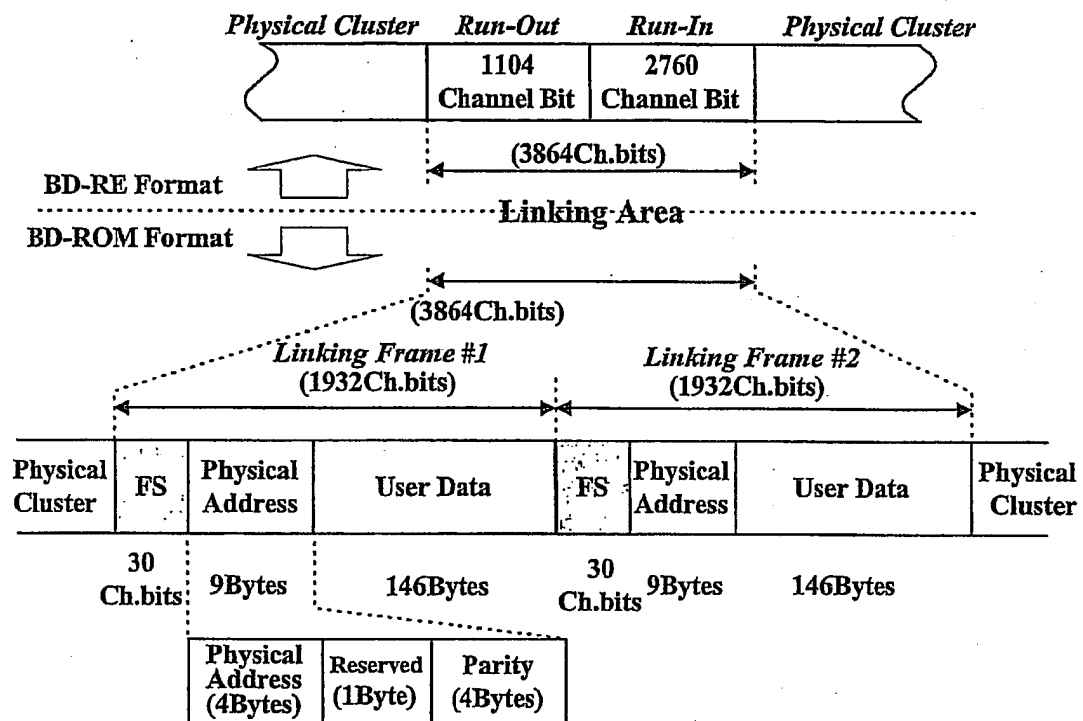 Physical Cluster Run-Out Run-In Physical Cluster
1104 2760
Channel Bit Channel Bit
(3864Ch.bits)
BD-RE Format
Linking Area
BD-ROM Format
(3864Ch.bits)
Linking Frame #1 Linking Frame #2
(1932Ch.bits) (1932Ch.bits)
Physical Physical Physical Physical
Cluster FS Address User Data FS Address User Data Cluster
30 30
Ch.bits 9Bytes 146Bytes Ch.bits 9Bytes 146Bytes
Physical Reserved Parity
Address
(4Bytes) (1Byte) (4Bytes)